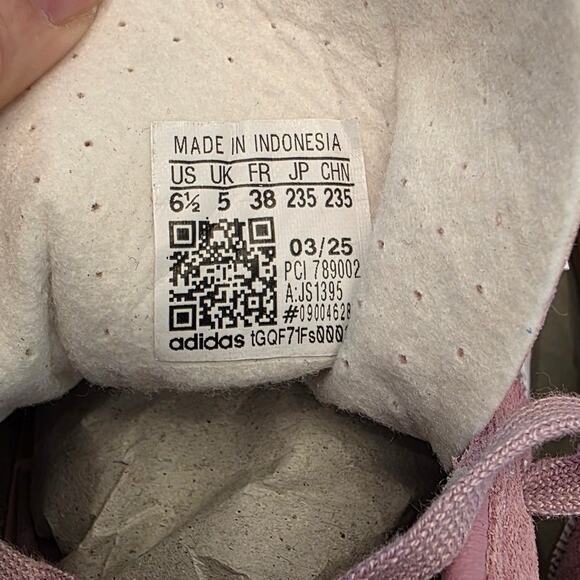 MADE IN INDONESIA
US UK FR JP CHN
6½ 5 38 235 235
03/25
PCI 789002
A:JS1395
#09004628
adidas